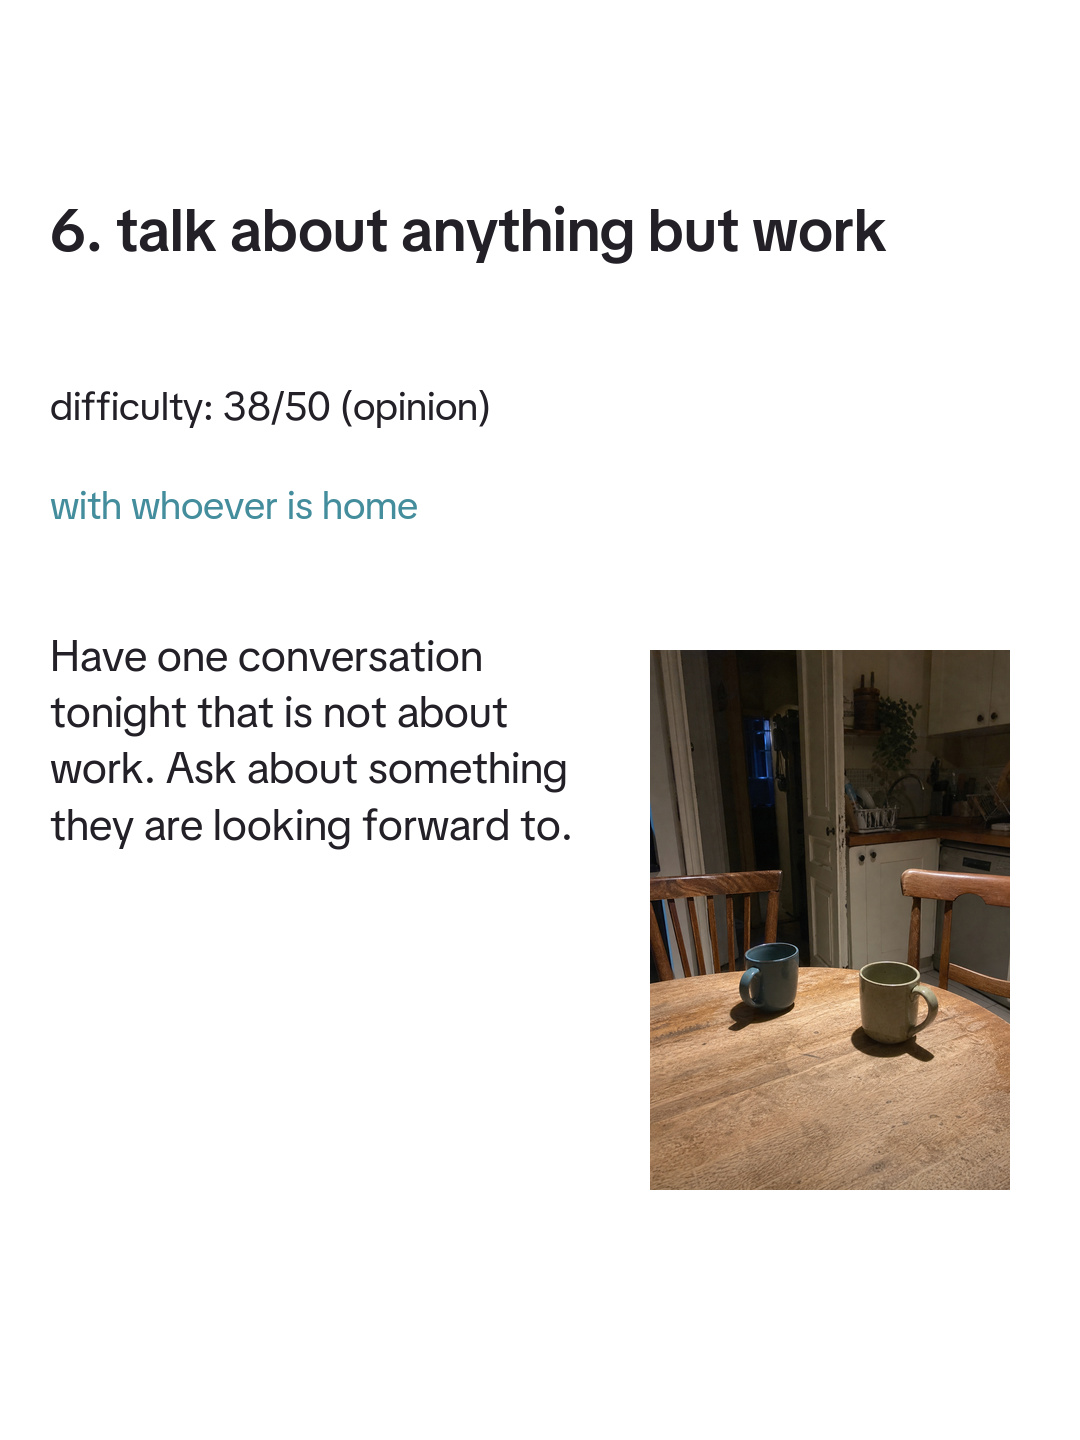 6. talk about anything but work
difficulty: 38/50 (opinion)
with whoever is home
Have one conversation
tonight that is not about
work. Ask about something
they are looking forward to.